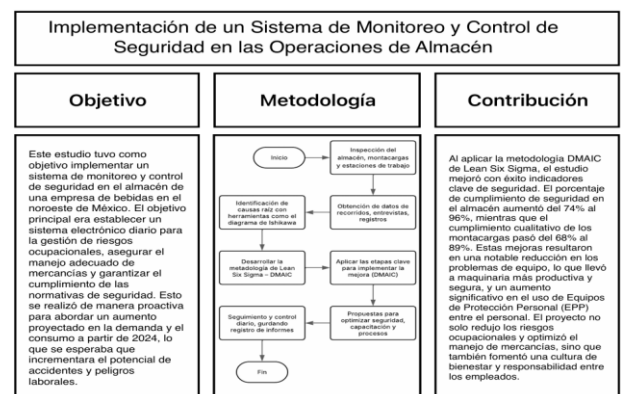 Implementación de un Sistema de Monitoreo y Control de
Seguridad en las Operaciones de Almacén
Objetivo
Este estudio tuvo como
objetivo implementar un
sistema de monitoreo y control
de seguridad en el almacén de
una empresa de bebidas en el
noroeste de México. El objetivo
principal era establecer un
sistema electrónico diario para
la gestión de riesgos
ocupacionales, asegurar el
manejo adecuado de
mercancías y garantizar el
cumplimiento de las
normativas de seguridad. Esto
se realizó de manera proactiva
para abordar un aumento
proyectado en la demanda y el
consumo a partir de 2024, lo
que se esperaba que
incrementara el potencial de
accidentes y peligros
laborales.
Metodología
Inicio
Inspección del
almacén, montacargas
y estaciones de trabajo
Obtención de datos de
recorridos, entrevistas,
registros
Identificación de
causas raíz con
herramientas como el
diagrama de Ishikawa
Desarrollar la
metodología de Lean
Six Sigma – DMAIC
Aplicar las etapas clave
para implementar la
mejora (DMAIC)
Propuestas para
optimizar seguridad,
capacitación y
procesos
Seguimiento y control
diario, gurdando
registro de informes
Fin
Contribución
Al aplicar la metodología DMAIC
de Lean Six Sigma, el estudio
mejoró con éxito indicadores
clave de seguridad. El porcentaje
de cumplimiento de seguridad en
el almacén aumentó del 74% al
96%, mientras que el
cumplimiento cualitativo de los
montacargas pasó del 68% al
89%. Estas mejoras resultaron
en una notable reducción en los
problemas de equipo, lo que llevó
a maquinaria más productiva y
segura, y un aumento
significativo en el uso de Equipos
de Protección Personal (EPP)
entre el personal. El proyecto no
solo redujo los riesgos
ocupacionales y optimizó el
manejo de mercancías, sino que
también fomentó una cultura de
bienestar y responsabilidad entre
los empleados.